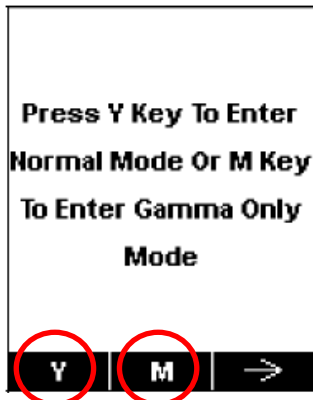 Press Y Key To Enter
Normal Mode Or M Key
To Enter Gamma Only
Mode
Y M →